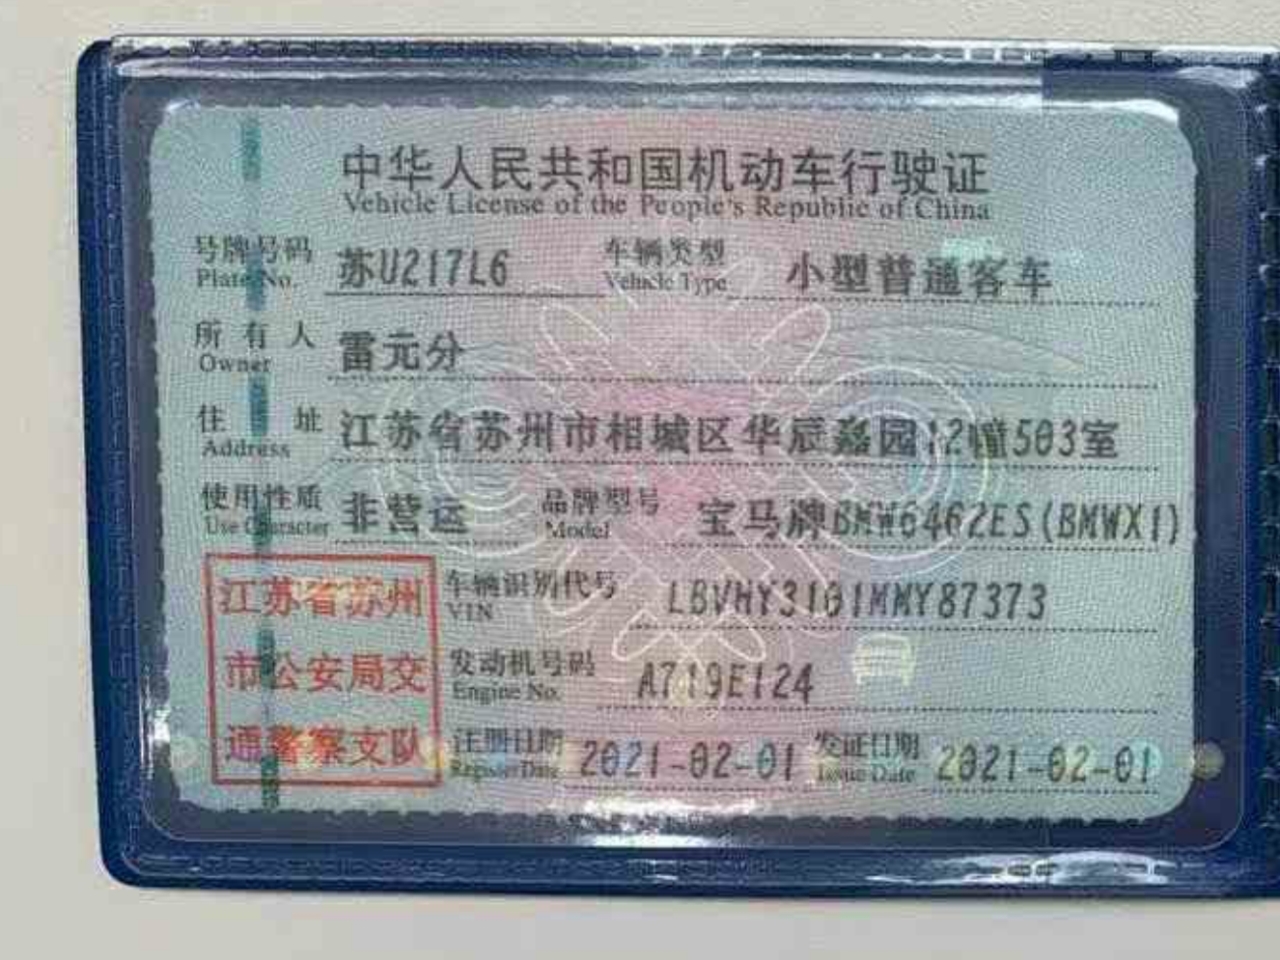 中华人民共和国机动车行驶证
Vehicle License of the People's Republic of China
号牌号码 苏U217L6 车辆类型 小型普通客车
Plate No. Vehicle Type
所有人 雷元分
Owner
住址 江苏省苏州市相城区华辰嘉园12幢503室
Address
使用性质 非营运 品牌型号 宝马牌BMW6462ES(BMWX1)
Use Character Model
江苏省苏州
市公安局交
通警察支队
车辆识别代号 LBVHY3101MMY87373
VIN
发动机号码 A719E124
Engine No.
注册日期 2021-02-01 发证日期 2021-02-01
Register Date Issue Date